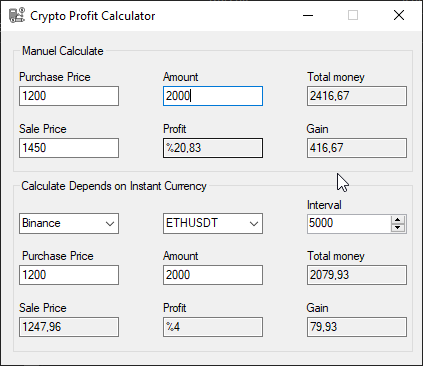 Crypto Profit Calculator
Manuel Calculate
Purchase Price Amount Total money
1200 2000 2416,67
Sale Price Profit Gain
1450 %20,83 416,67
Calculate Depends on Instant Currency
Interval
Binance ETHUSDT 5000
Purchase Price Amount Total money
1200 2000 2079,93
Sale Price Profit Gain
1247,96 %4 79,93